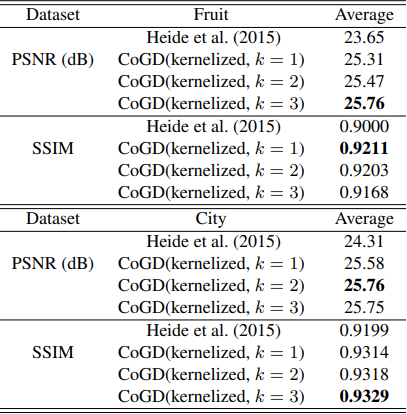 Dataset Fruit Average
Heide et al. (2015) 23.65
PSNR (dB) CoGD(kernelized, k = 1) 25.31
CoGD(kernelized, k = 2) 25.47
CoGD(kernelized, k = 3) 25.76
Heide et al. (2015) 0.9000
SSIM CoGD(kernelized, k = 1) 0.9211
CoGD(kernelized, k = 2) 0.9203
CoGD(kernelized, k = 3) 0.9168
Dataset City Average
Heide et al. (2015) 24.31
PSNR (dB) CoGD(kernelized, k = 1) 25.58
CoGD(kernelized, k = 2) 25.76
CoGD(kernelized, k = 3) 25.75
Heide et al. (2015) 0.9199
SSIM CoGD(kernelized, k = 1) 0.9314
CoGD(kernelized, k = 2) 0.9318
CoGD(kernelized, k = 3) 0.9329